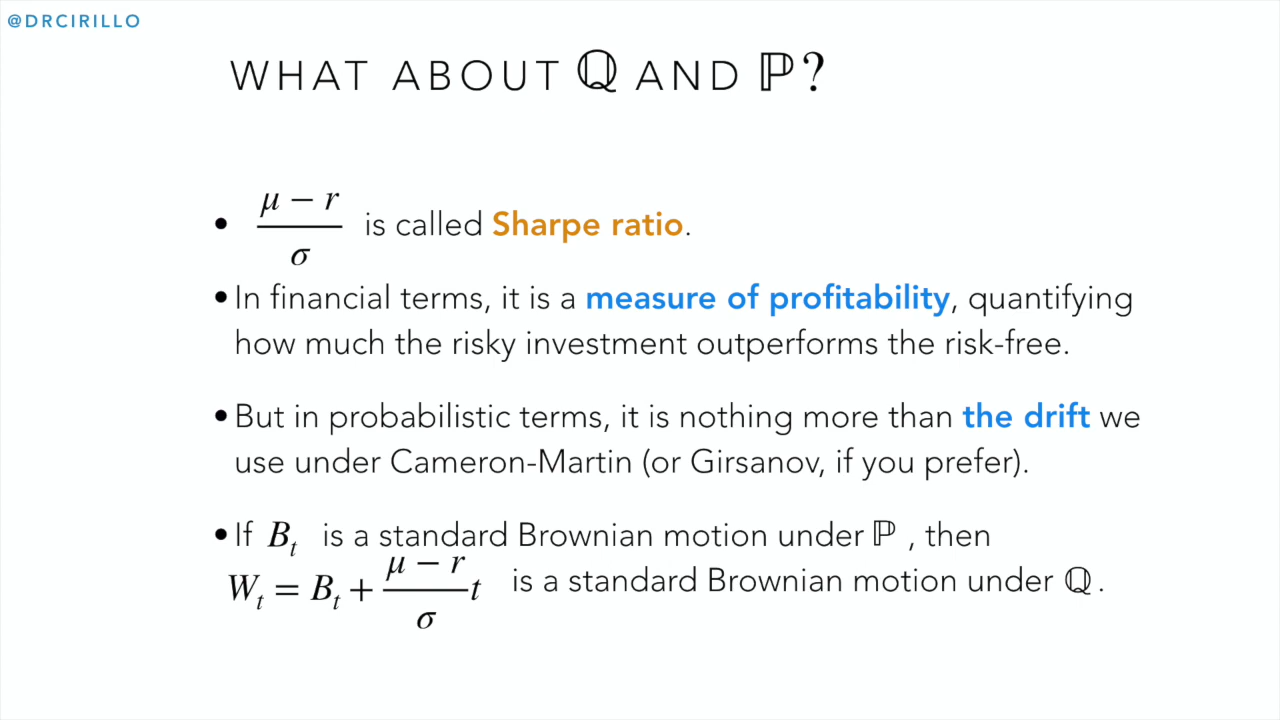 @DRCIRILLO
WHAT ABOUT ℚ AND ℙ?
• \frac{μ − r}{σ} is called Sharpe ratio.
• In financial terms, it is a measure of profitability, quantifying
how much the risky investment outperforms the risk-free.
• But in probabilistic terms, it is nothing more than the drift we
use under Cameron-Martin (or Girsanov, if you prefer).
• If B_t is a standard Brownian motion under ℙ , then
W_t = B_t + \frac{μ − r}{σ}t is a standard Brownian motion under ℚ .